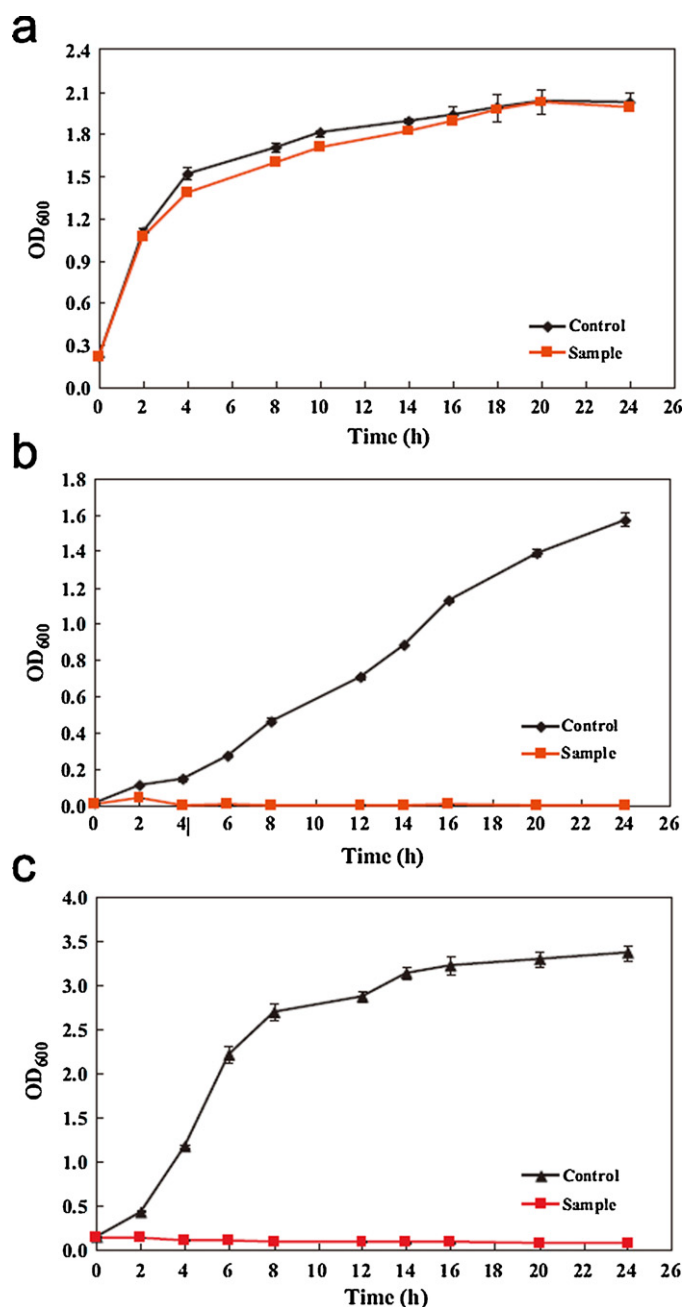 a
2.4
2.1
1.8
1.5
1.2
0.9
0.6
0.3
0.0
OD600
Control
Sample
0 2 4 6 8 10 12 14 16 18 20 22 24 26
Time (h)
b
1.8
1.6
1.4
1.2
1.0
0.8
0.6
0.4
0.2
0.0
OD600
Control
Sample
0 2 4 6 8 10 12 14 16 18 20 22 24 26
Time (h)
c
4.0
3.5
3.0
2.5
2.0
1.5
1.0
0.5
0.0
OD600
Control
Sample
0 2 4 6 8 10 12 14 16 18 20 22 24 26
Time (h)